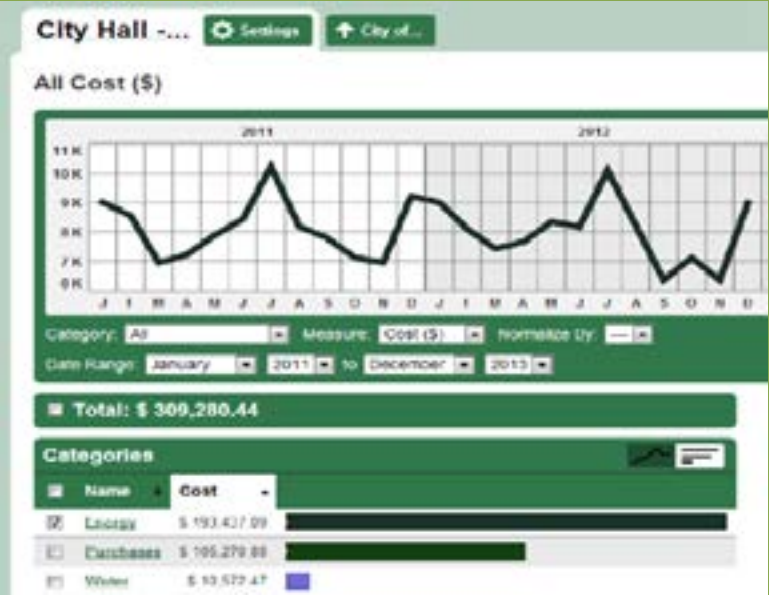 City Hall -... Settings City of...
All Cost ($)
2011 2012
11 K
10 K
9 K
8 K
7 K
6 K
J F M A M J J A S O N D J F M A M J J A S O N D
Category: All Measure: Cost ($) Normalize By: ---
Date Range: January 2011 to December 2013
Total: $ 309,280.44
Categories
Name Cost
Energy
Purchases
Water